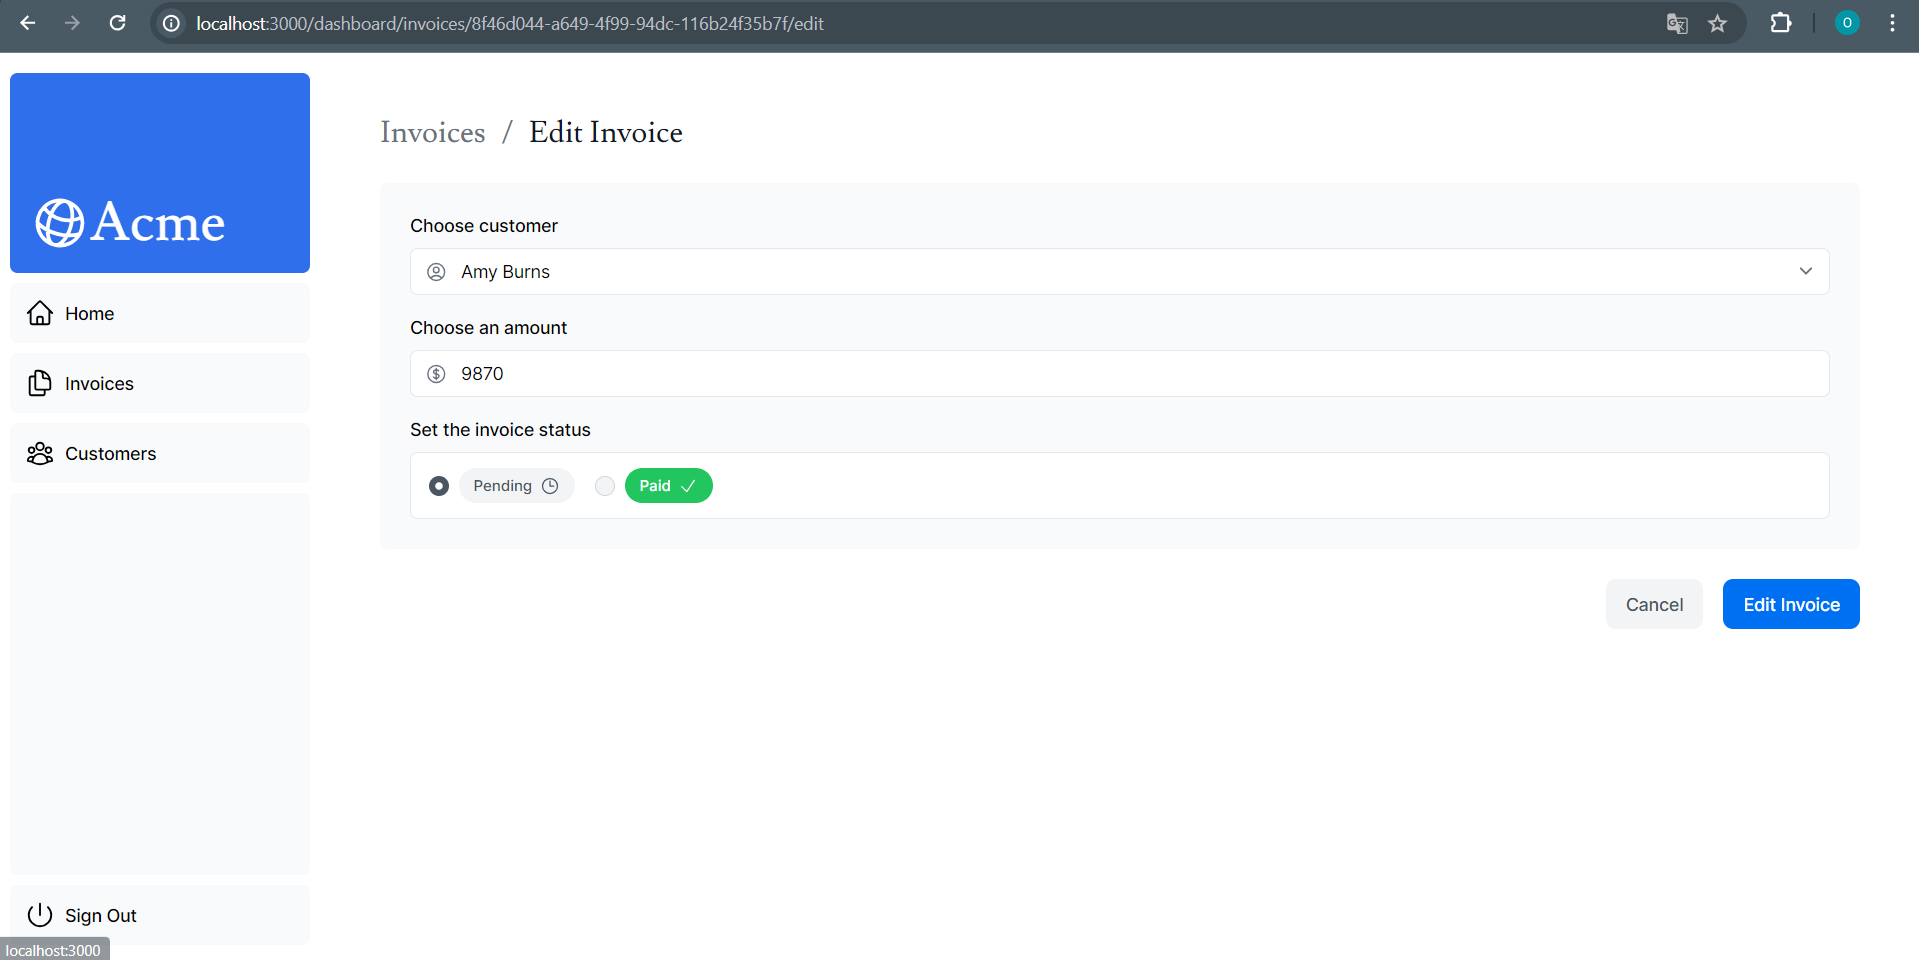 localhost:3000/dashboard/invoices/8f46d044-a649-4f99-94dc-116b24f35b7f/edit
O
Acme
Home
Invoices
Customers
Sign Out
localhost:3000
Invoices / Edit Invoice
Choose customer
Amy Burns
Choose an amount
9870
Set the invoice status
Pending Paid
Cancel Edit Invoice